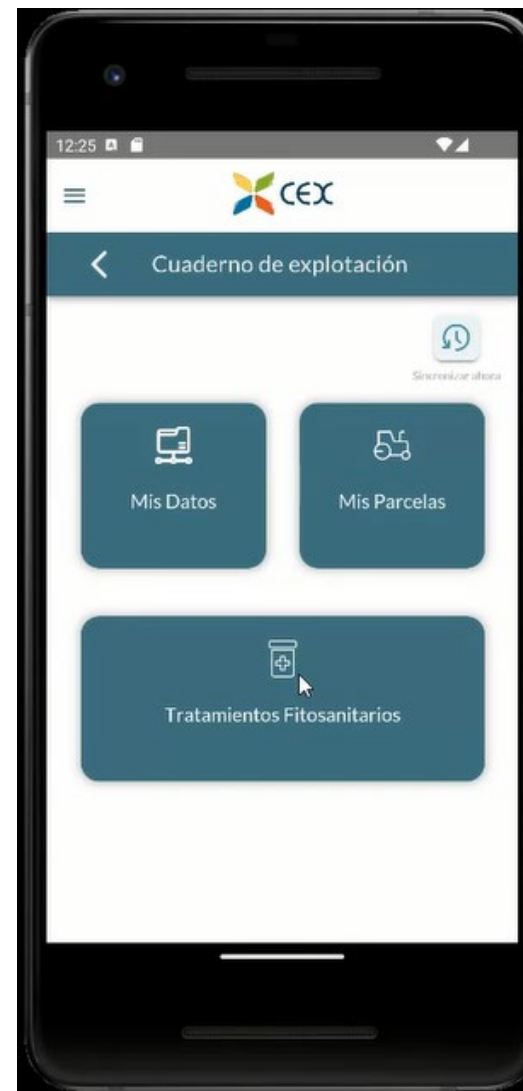 12:25
CEX
Cuaderno de explotación
Sincronizar ahora
Mis Datos
Mis Parcelas
Tratamientos Fitosanitarios